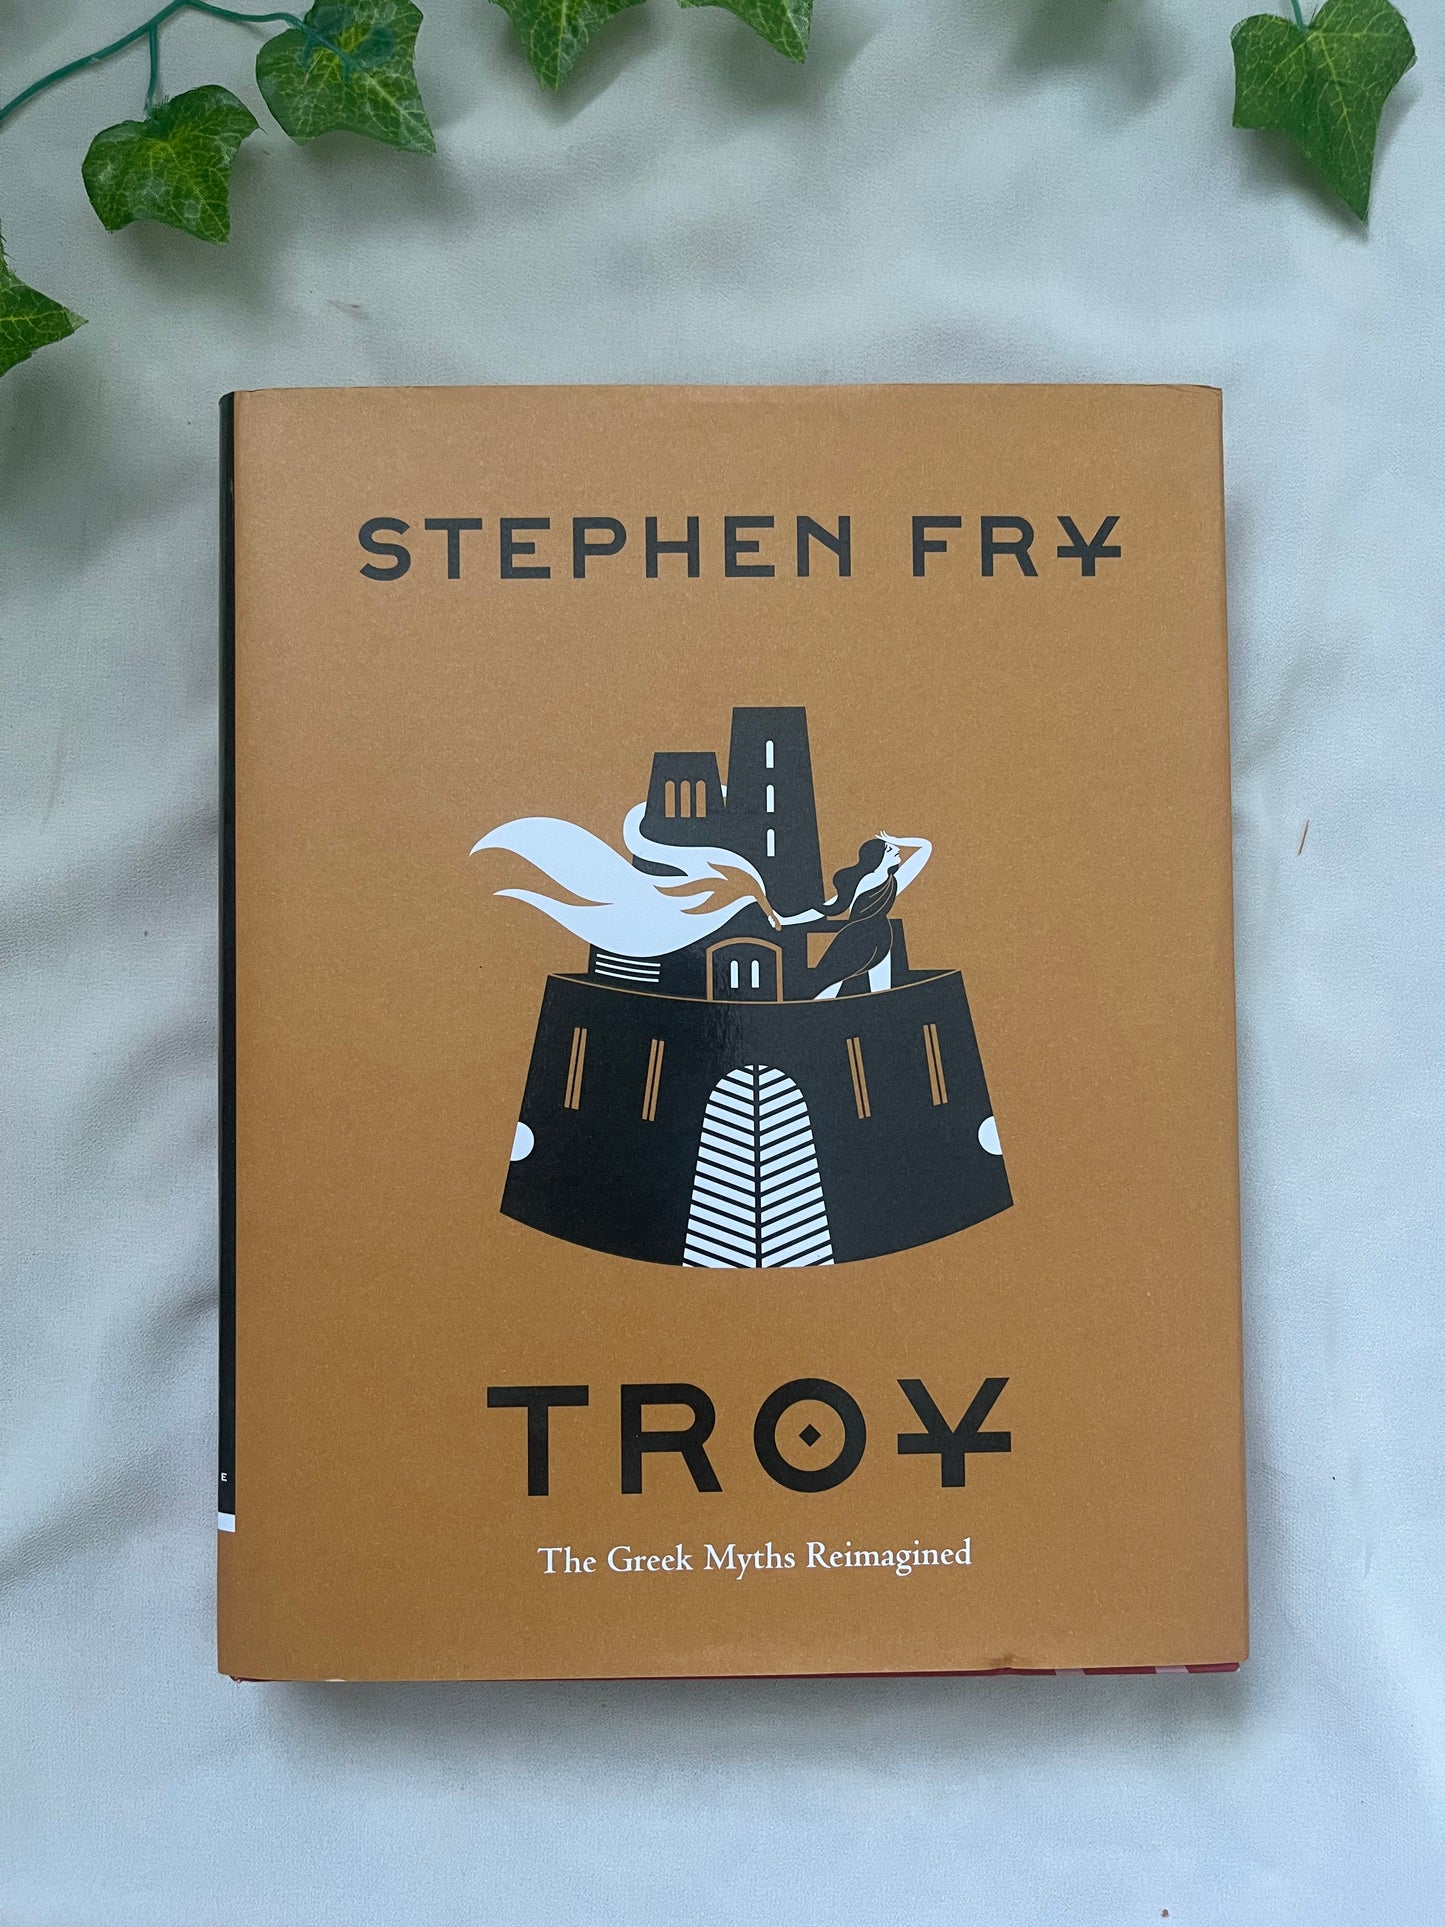 STEPHEN FRY
TROY
The Greek Myths Reimagined
E